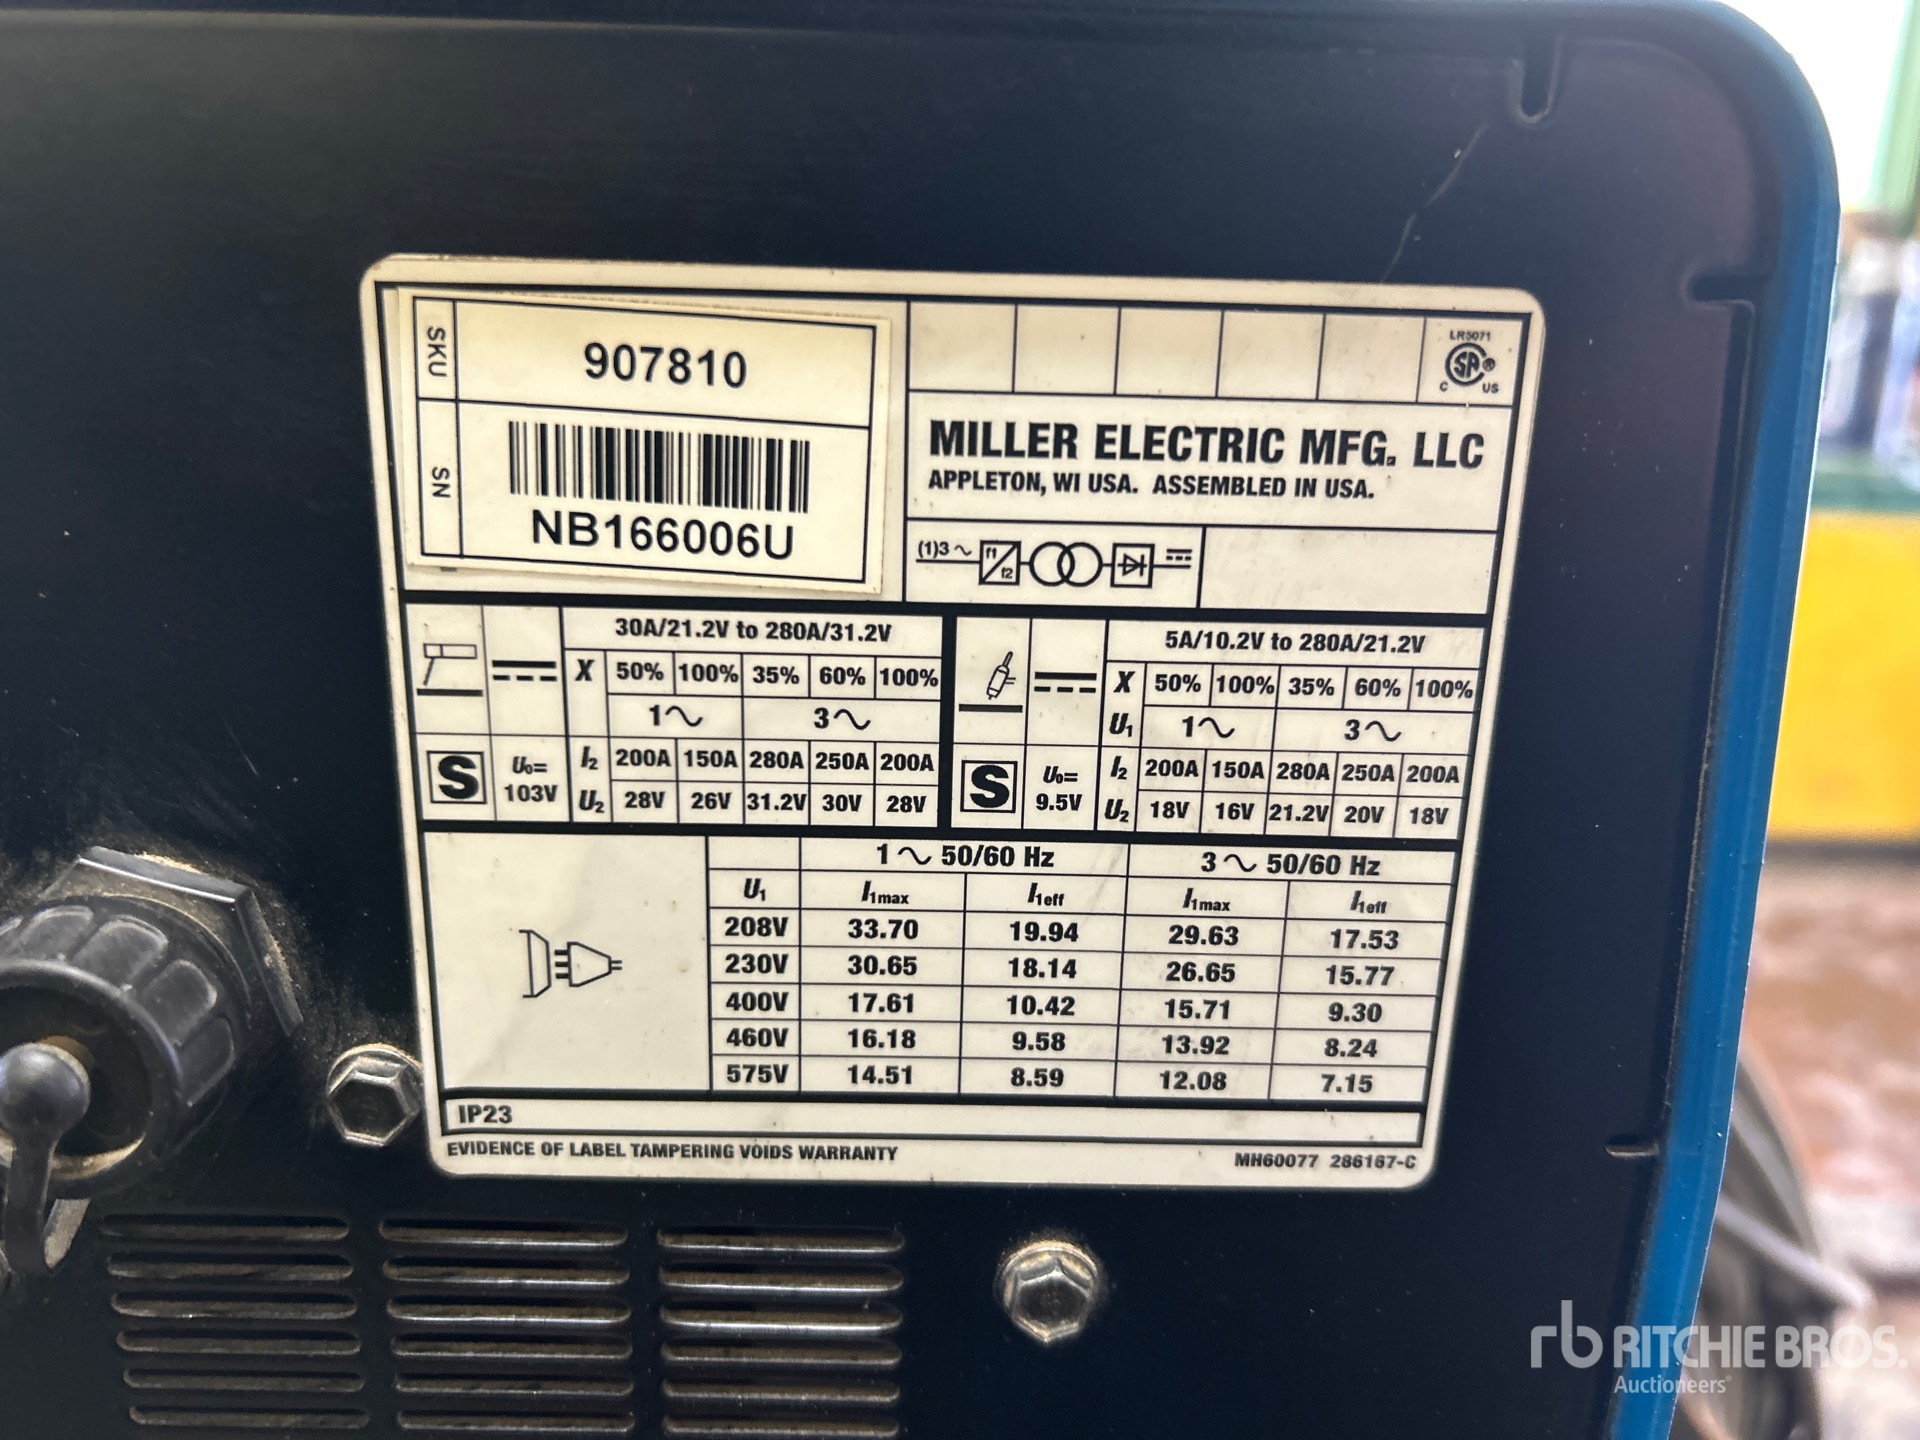 SKU 907810
SN NB166006U
LR5071
SA ®
C US
MILLER ELECTRIC MFG. LLC
APPLETON, WI USA. ASSEMBLED IN USA.
(1)3~ f1 f2
30A/21.2V to 280A/31.2V
X 50% 100% 35% 60% 100%
1~ 3~
S U0= 103V
I2 200A 150A 280A 250A 200A
U2 28V 26V 31.2V 30V 28V
5A/10.2V to 280A/21.2V
X 50% 100% 35% 60% 100%
U1 1~ 3~
S U0= 9.5V
I2 200A 150A 280A 250A 200A
U2 18V 16V 21.2V 20V 18V
1~50/60 Hz 3~50/60 Hz
U1 I1max I1eff I1max I1eff
208V 33.70 19.94 29.63 17.53
230V 30.65 18.14 26.65 15.77
400V 17.61 10.42 15.71 9.30
460V 16.18 9.58 13.92 8.24
575V 14.51 8.59 12.08 7.15
IP23
EVIDENCE OF LABEL TAMPERING VOIDS WARRANTY
MH60077 286167-C
rb RITCHIE BROS.
Auctioneers